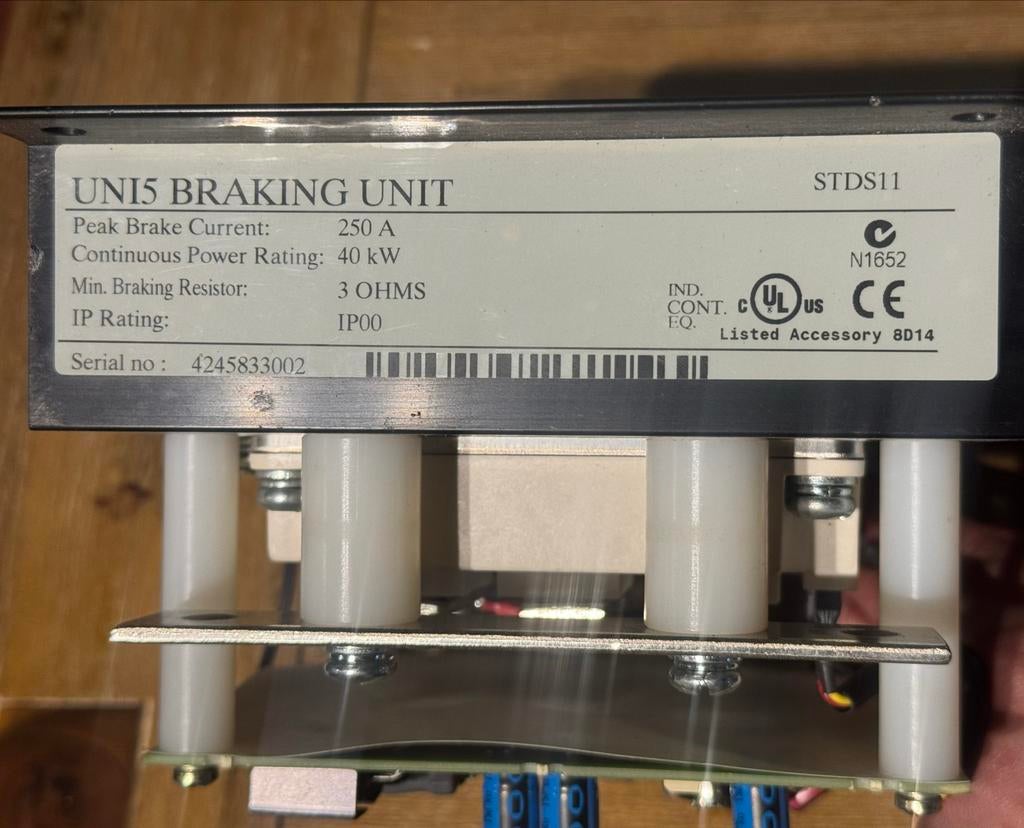 UNI5 BRAKING UNIT
STDS11
Peak Brake Current: 250 A
Continuous Power Rating: 40 kW
Min. Braking Resistor: 3 OHMS
IP Rating: IP00
N1652
IND.
CONT.
EQ.
C UL US CE
Listed Accessory 8D14
Serial no : 4245833002